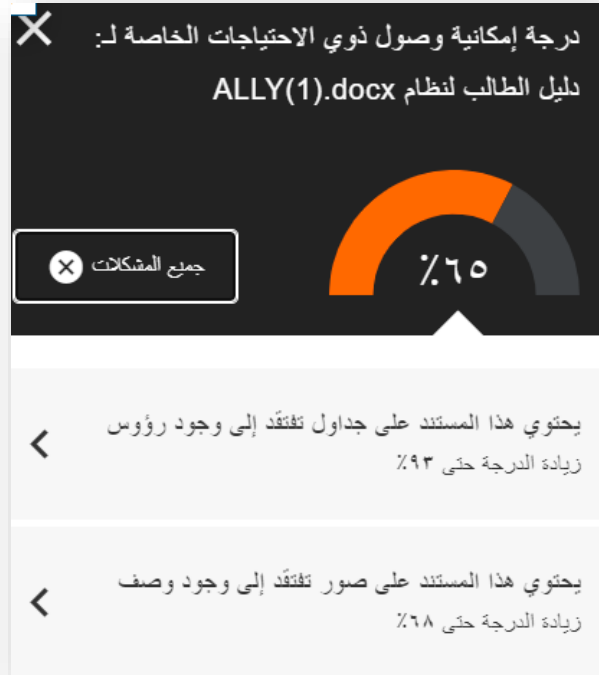 درجة إمكانية وصول ذوي الاحتياجات الخاصة لـ:
دليل الطالب لنظام ALLY(1).docx
٪٦٥
جميع المشكلات
يحتوي هذا المستند على جداول تفتقد إلى وجود رؤوس
زيادة الدرجة حتى ٩٣٪
يحتوي هذا المستند على صور تفتقد إلى وجود وصف
زيادة الدرجة حتى ٦٨٪